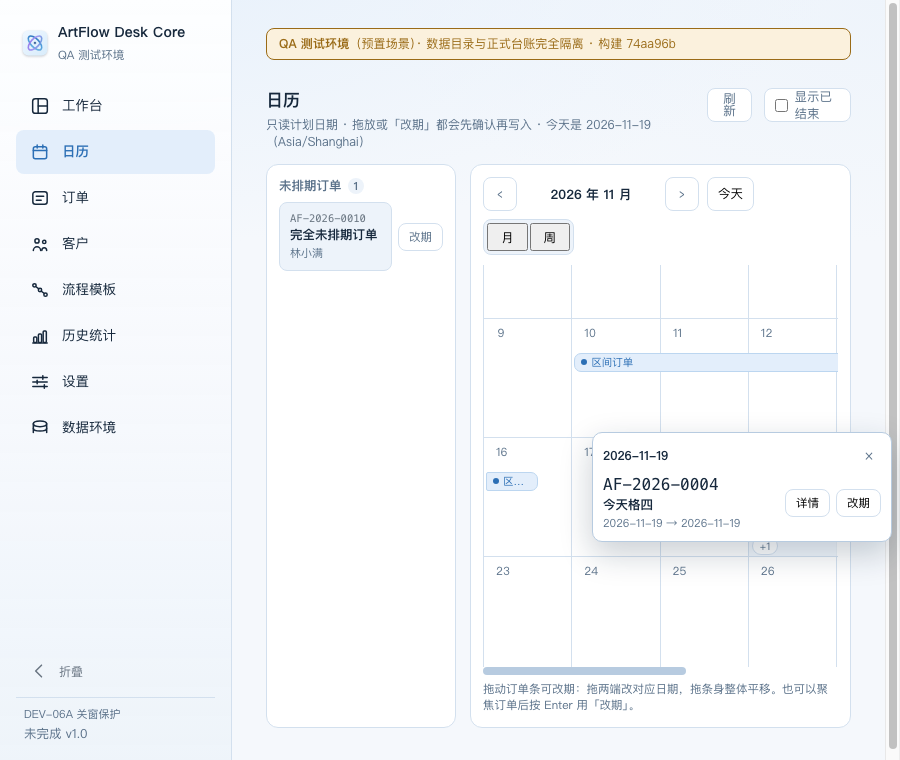 ArtFlow Desk Core
QA 测试环境
工作台
日历
订单
客户
流程模板
历史统计
设置
数据环境
折叠
DEV-06A 关窗保护
未完成 v1.0
QA 测试环境（预置场景）· 数据目录与正式台账完全隔离 · 构建 74aa96b
日历
只读计划日期 · 拖放或「改期」都会先确认再写入 · 今天是 2026-11-19
（Asia/Shanghai）
刷
新
显示已
结束
未排期订单 1
AF-2026-0010
完全未排期订单
林小满
改期
2026 年 11 月
今天
月
周
9
10
11
12
区间订单
16
区...
2026-11-19
×
AF-2026-0004
今天格四
2026-11-19 → 2026-11-19
详情
改期
+1
23
24
25
26
拖动订单条可改期：拖两端改对应日期，拖条身整体平移。也可以聚
焦订单后按 Enter 用「改期」。